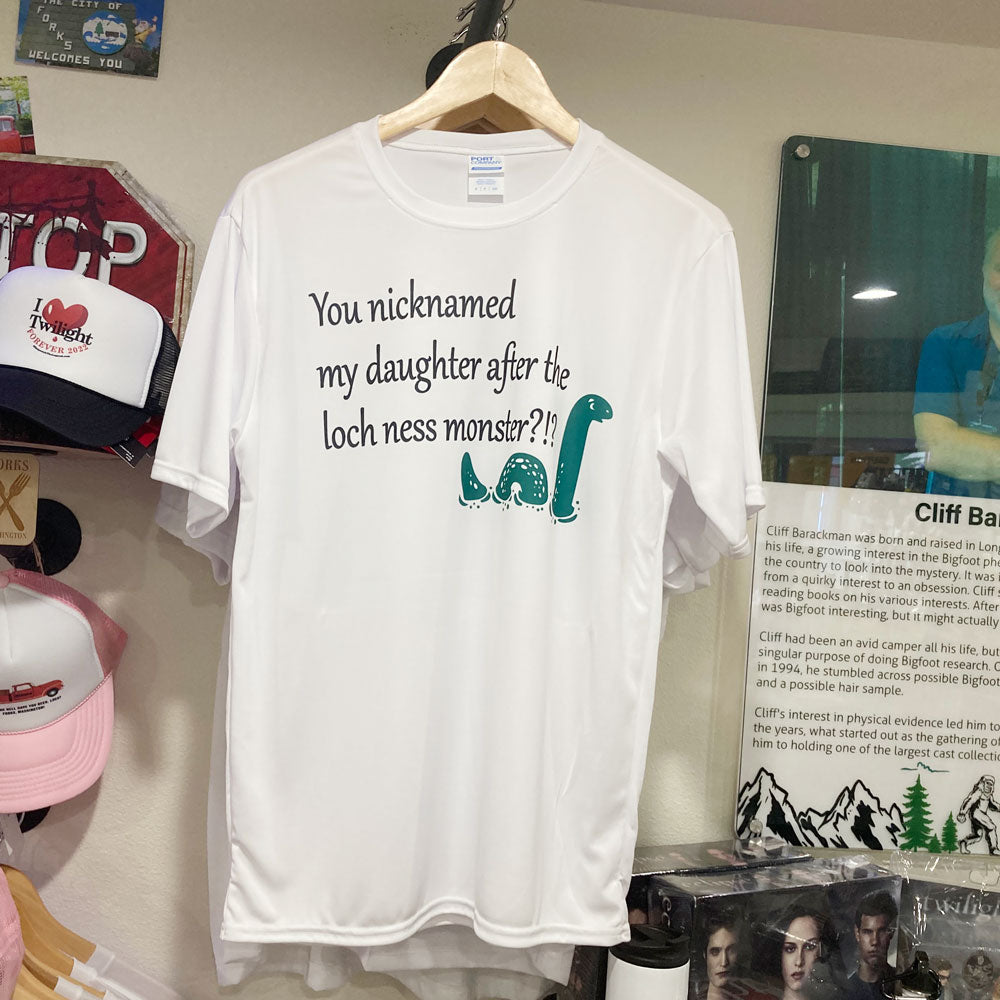 THE CITY OF
FORKS
WELCOMES YOU
TOP
I
Twilight
FOREVER 2022
ORKS
INGTON
PORT
COMPANY
You nicknamed
my daughter after the
loch ness monster?!?
Cliff Ba
Cliff Barackman was born and raised in Long
his life, a growing interest in the Bigfoot phe
the country to look into the mystery. It was
from a quirky interest to an obsession. Cliff
reading books on his various interests. After
was Bigfoot interesting, but it might actually
Cliff had been an avid camper all his life, but
singular purpose of doing Bigfoot research.
in 1994, he stumbled across possible Bigfoot
and a possible hair sample.
Cliff's interest in physical evidence led him to
the years, what started out as the gathering of
him to holding one of the largest cast collecti
twilight